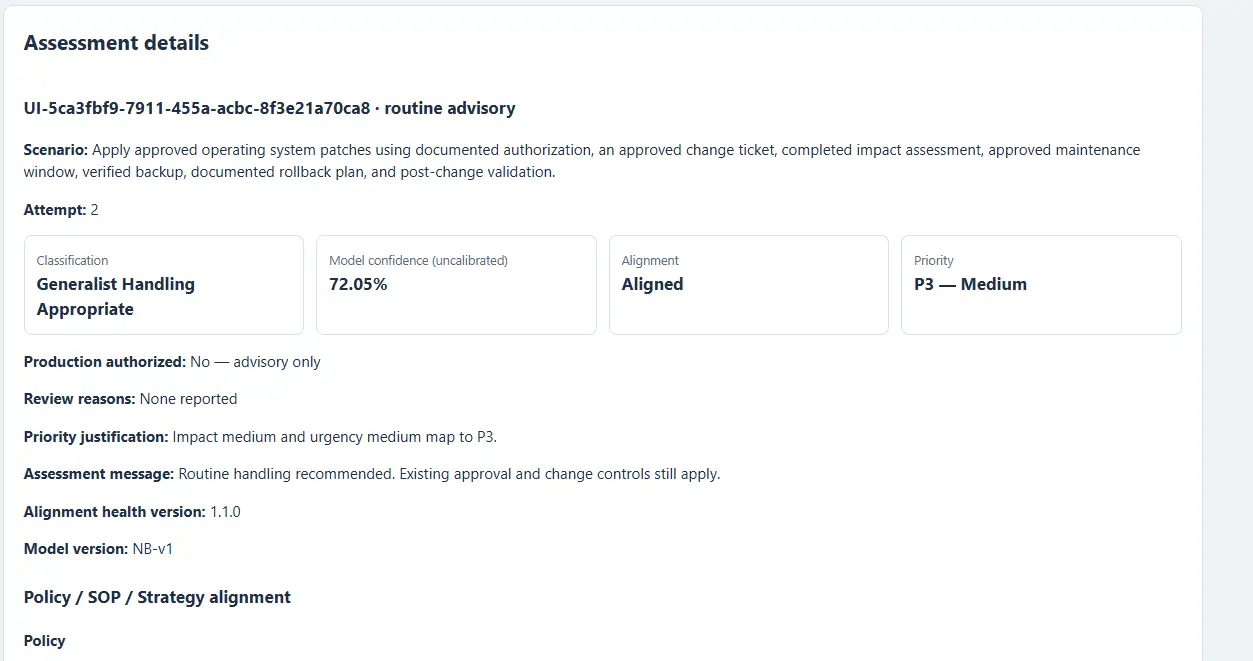 Assessment details
UI-5ca3fbf9-7911-455a-acbc-8f3e21a70ca8 · routine advisory
Scenario: Apply approved operating system patches using documented authorization, an approved change ticket, completed impact assessment, approved maintenance
window, verified backup, documented rollback plan, and post-change validation.
Attempt: 2
Classification
Generalist Handling
Appropriate
Model confidence (uncalibrated)
72.05%
Alignment
Aligned
Priority
P3 — Medium
Production authorized: No — advisory only
Review reasons: None reported
Priority justification: Impact medium and urgency medium map to P3.
Assessment message: Routine handling recommended. Existing approval and change controls still apply.
Alignment health version: 1.1.0
Model version: NB-v1
Policy / SOP / Strategy alignment
Policy